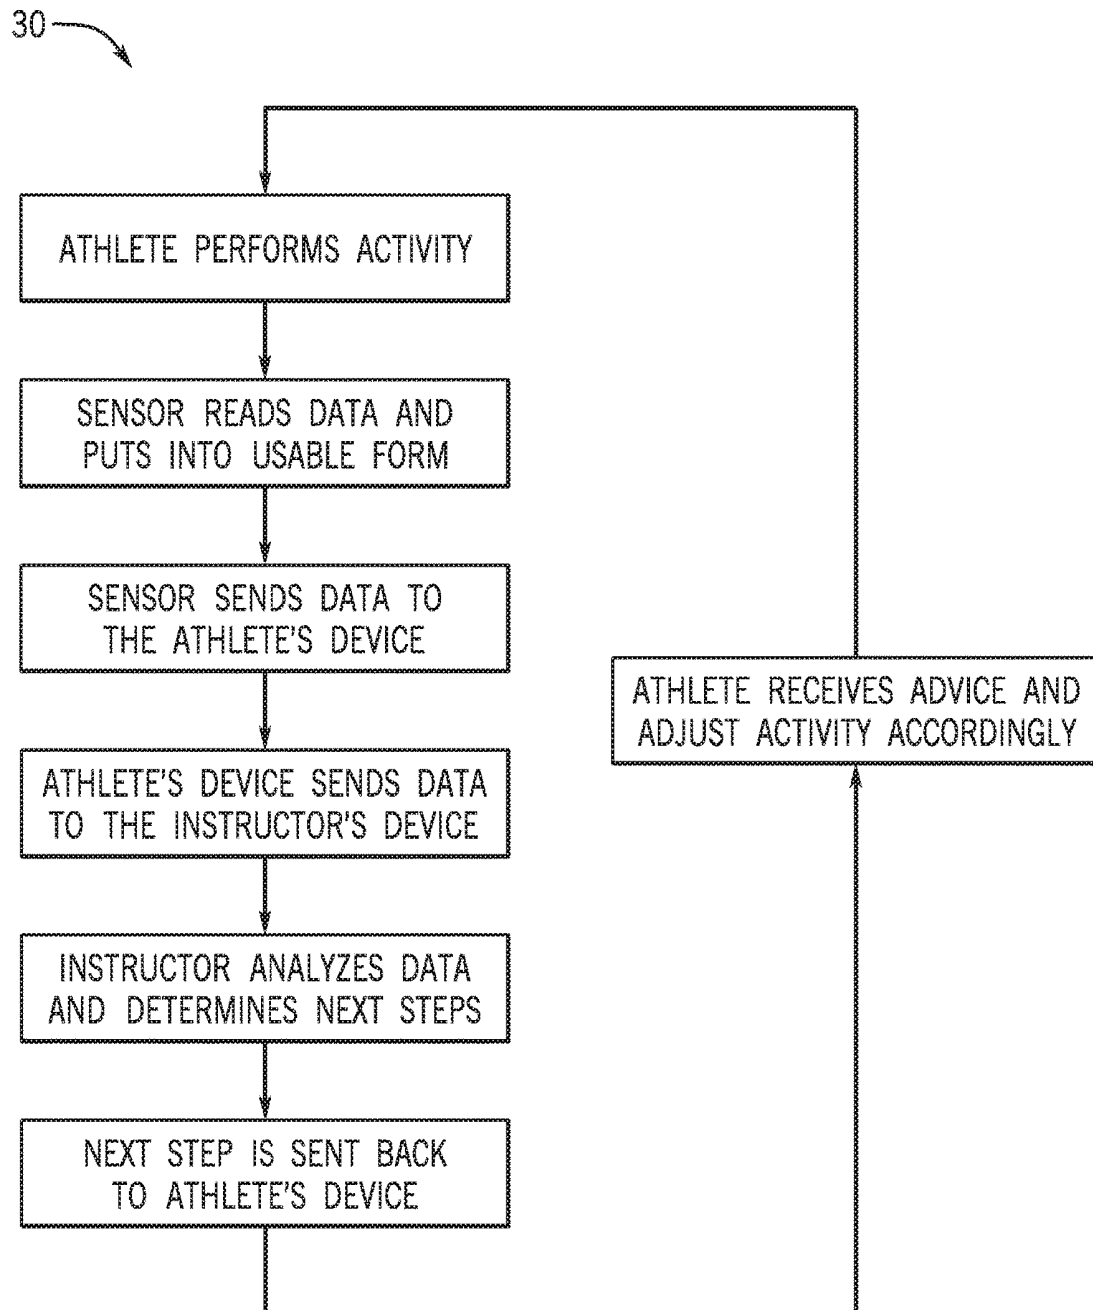 30
ATHLETE PERFORMS ACTIVITY
SENSOR READS DATA AND
PUTS INTO USABLE FORM
SENSOR SENDS DATA TO
THE ATHLETE'S DEVICE
ATHLETE'S DEVICE SENDS DATA
TO THE INSTRUCTOR'S DEVICE
INSTRUCTOR ANALYZES DATA
AND DETERMINES NEXT STEPS
NEXT STEP IS SENT BACK
TO ATHLETE'S DEVICE
ATHLETE RECEIVES ADVICE AND
ADJUST ACTIVITY ACCORDINGLY